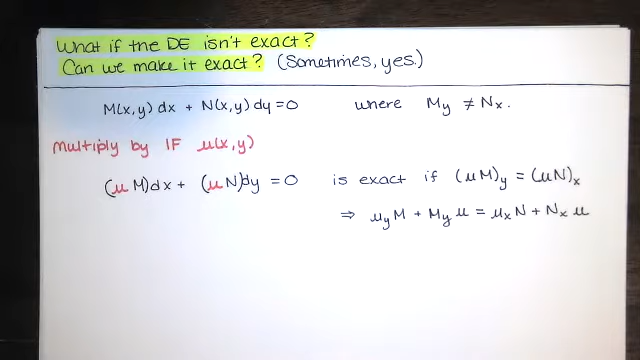 What if the DE isn't exact?
Can we make it exact? (Sometimes, yes.)
M(x,y) dx + N(x,y) dy = 0 where My ≠ Nx.
multiply by IF μ(x,y)
(μM)dx + (μN)dy = 0 is exact if (μM)y = (μN)x
⇒ μyM + Myμ = μxN + Nxμ